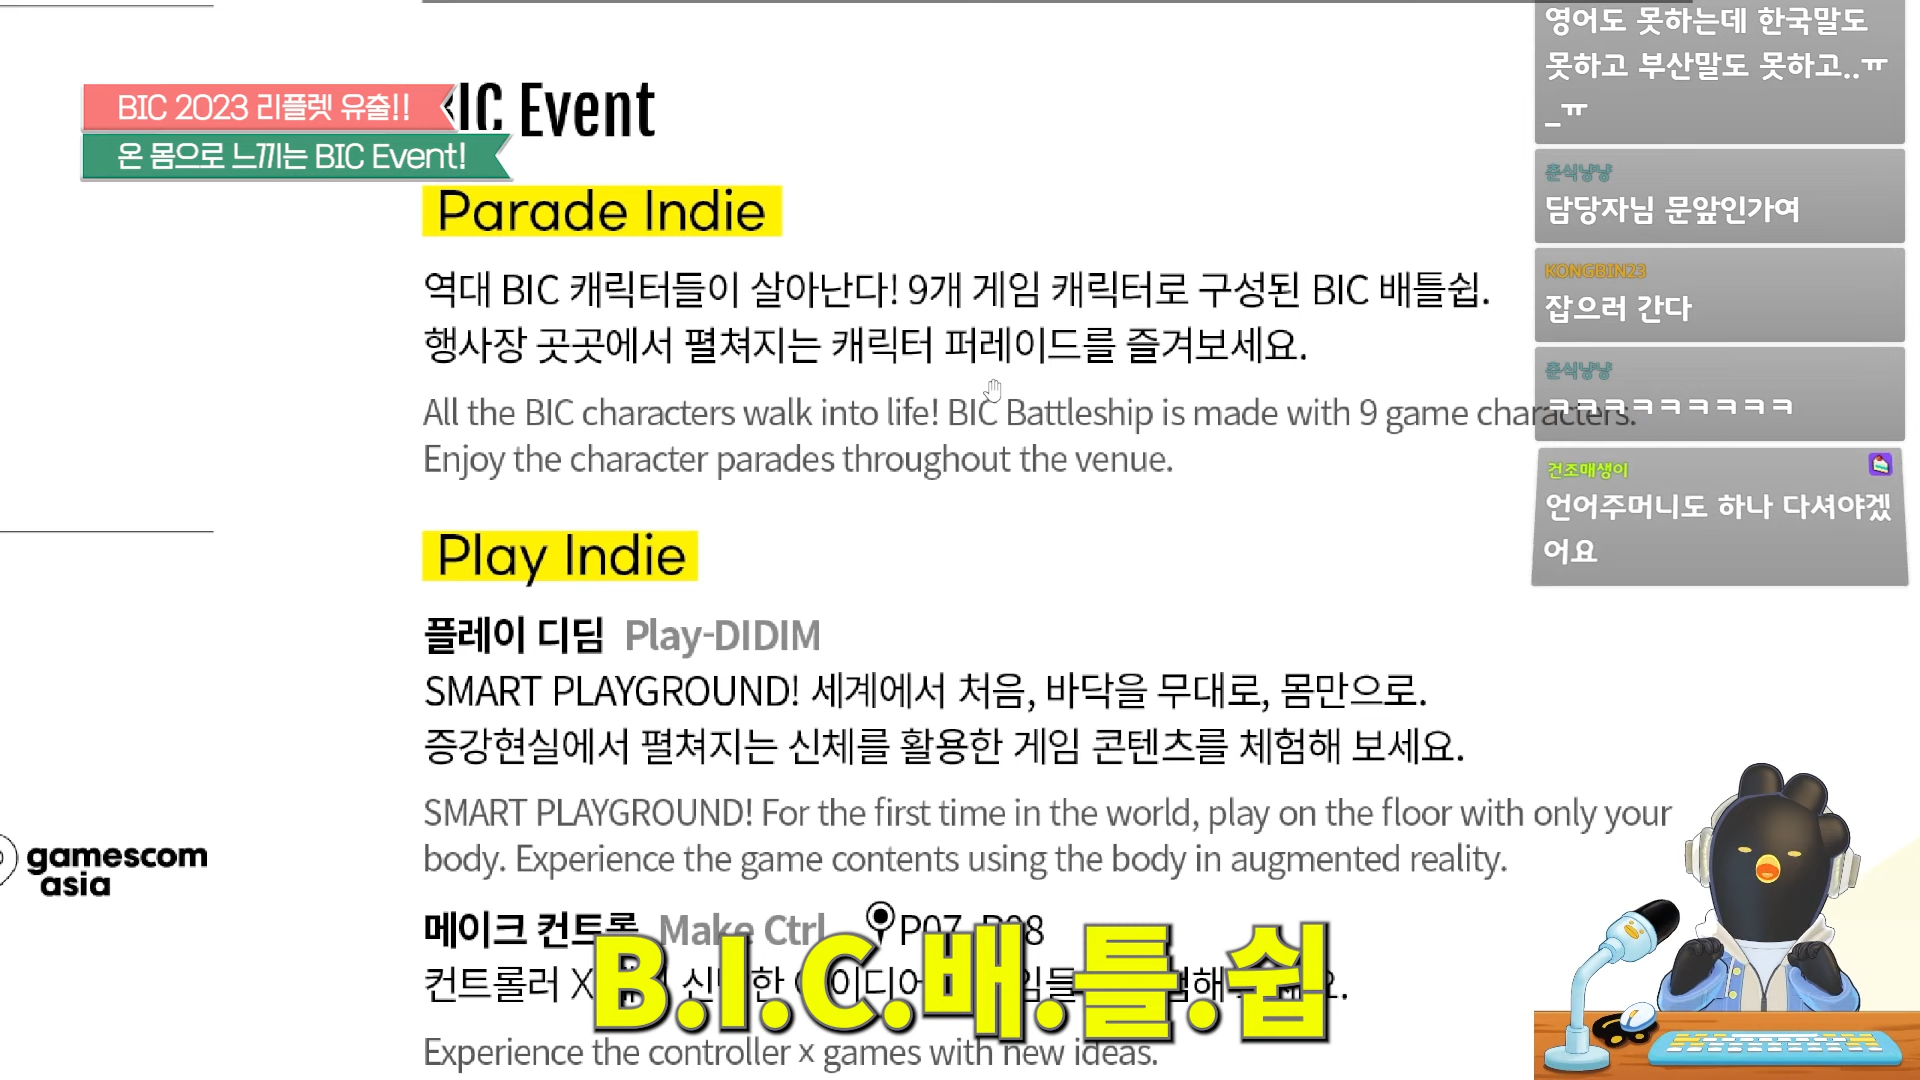 BIC 2023 리플렛 유출!!
온 몸으로 느끼는 BIC Event!
BIC Event
Parade Indie
역대 BIC 캐릭터들이 살아난다! 9개 게임 캐릭터로 구성된 BIC 배틀쉽.
행사장 곳곳에서 펼쳐지는 캐릭터 퍼레이드를 즐겨보세요.
All the BIC characters walk into life! BIC Battleship is made with 9 game characters.
Enjoy the character parades throughout the venue.
Play Indie
플레이 디딤 Play-DIDIM
SMART PLAYGROUND! 세계에서 처음, 바닥을 무대로, 몸만으로.
증강현실에서 펼쳐지는 신체를 활용한 게임 콘텐츠를 체험해 보세요.
SMART PLAYGROUND! For the first time in the world, play on the floor with only your
body. Experience the game contents using the body in augmented reality.
메이크 컨트롤 Make Ctrl P07
컨트롤러 X
Experience the controller x games with new ideas.
B.I.C.배.틀.쉽
gamescom
asia
영어도 못하는데 한국말도
못하고 부산말도 못하고..ㅠ
_ㅠ
춘식냥냥
담당자님 문앞인가여
KONGBIN23
잡으러 간다
춘식냥냥
ㅋㅋㅋㅋㅋㅋㅋㅋㅋ
건조매생이
언어주머니도 하나 다셔야겠
어요